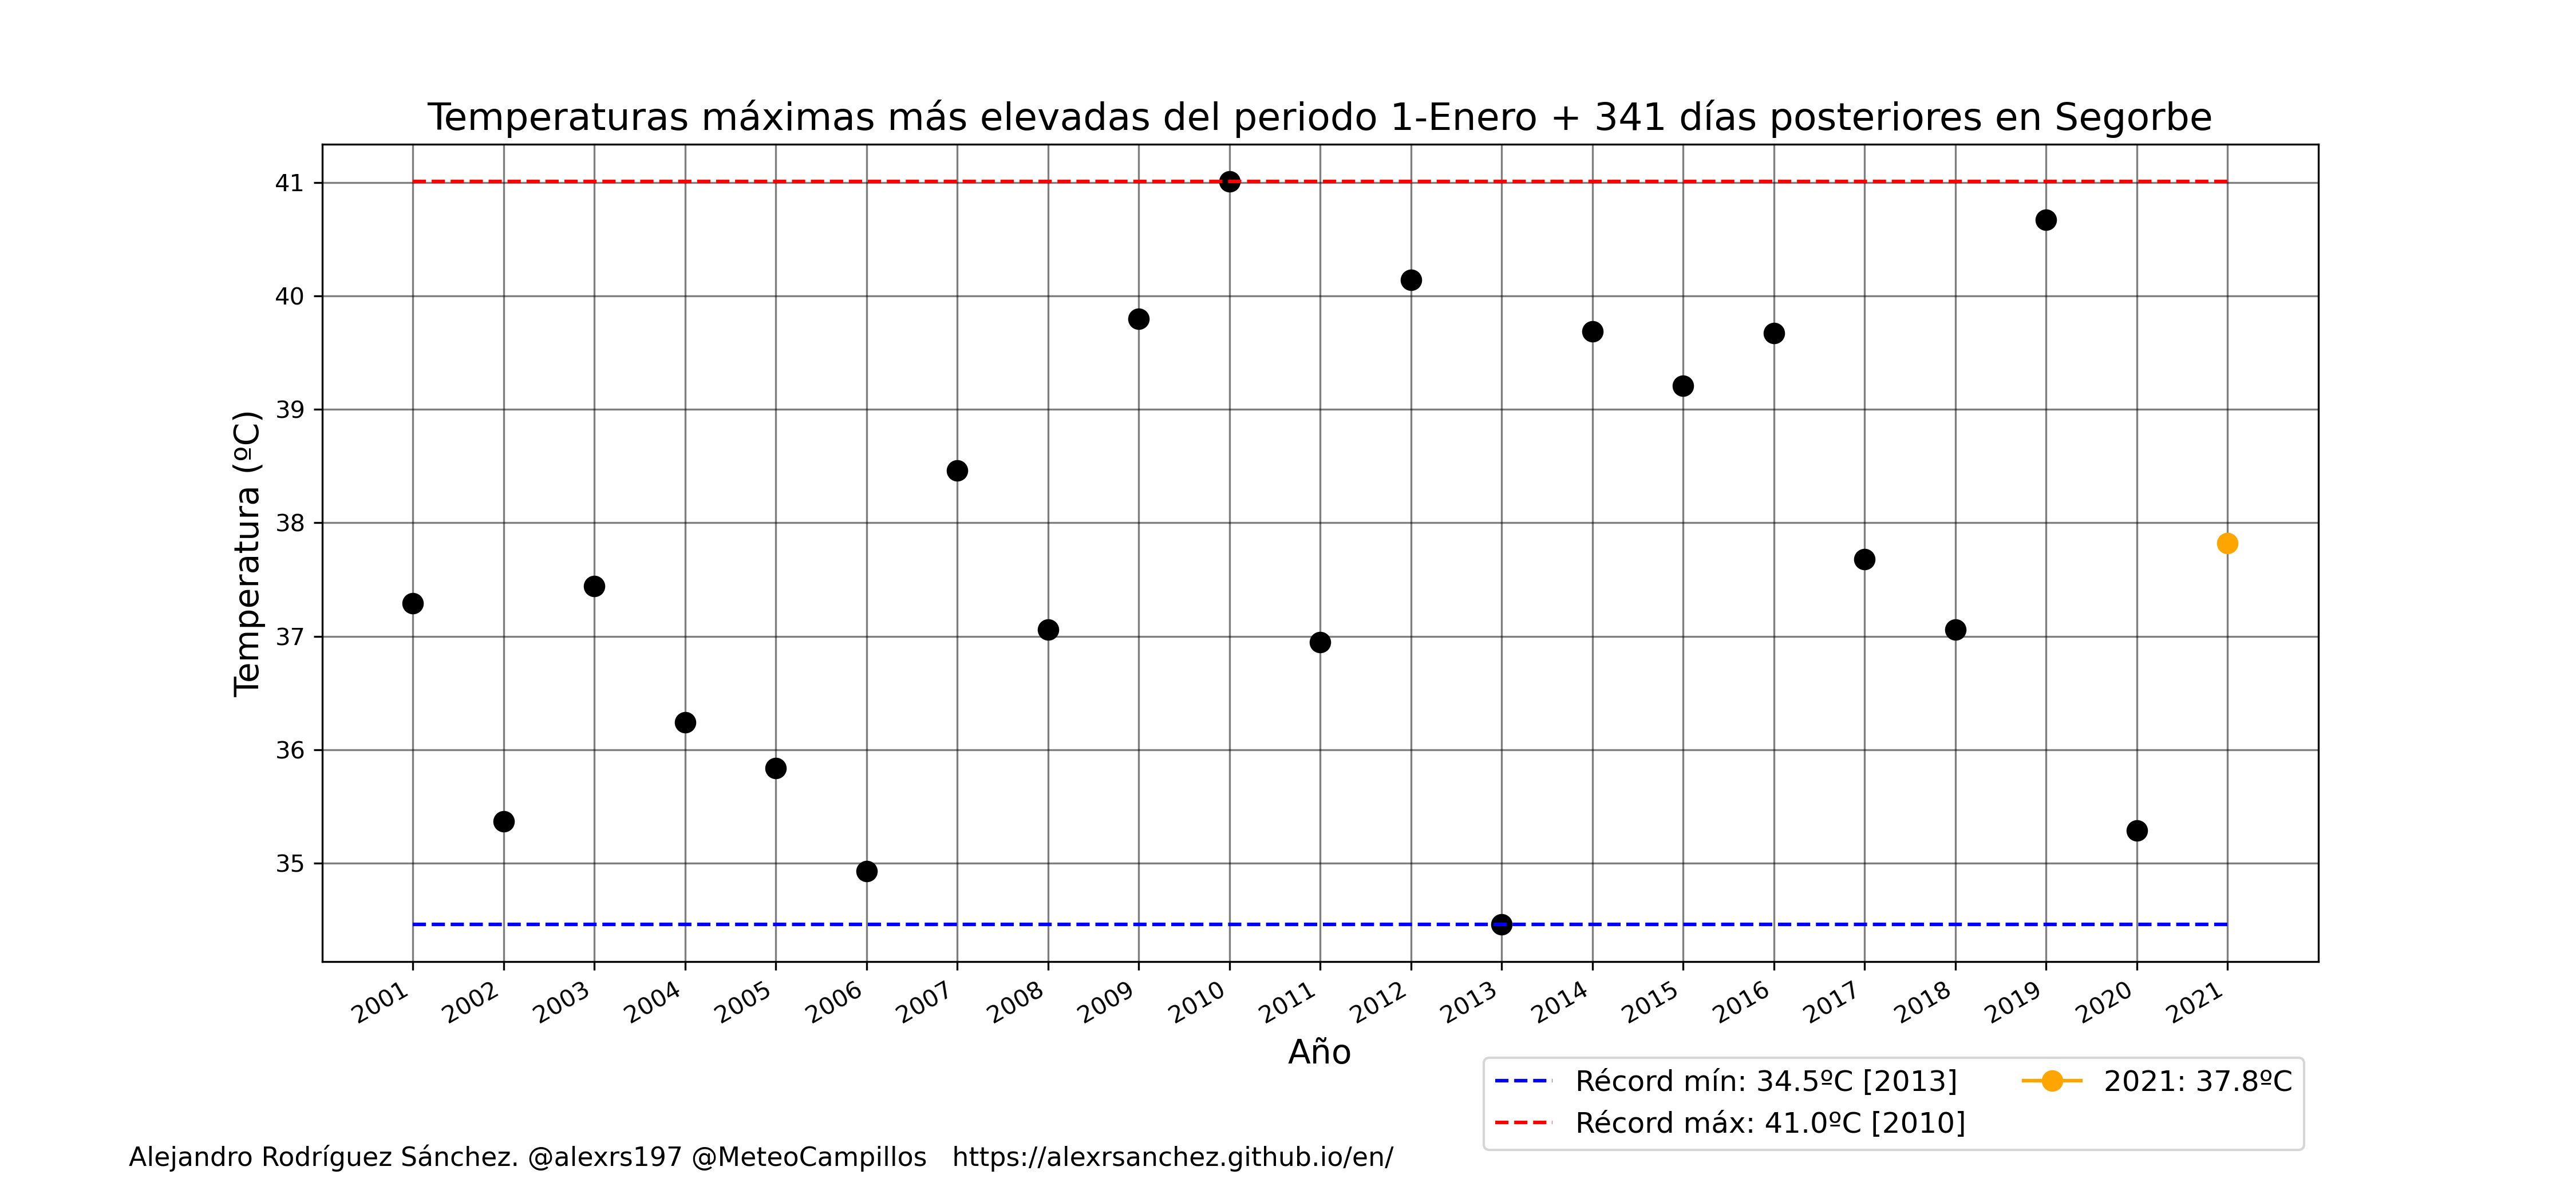 Temperaturas máximas más elevadas del periodo 1-Enero + 341 días posteriores en Segorbe
Temperatura (ºC)
41
40
39
38
37
36
35
2001 2002 2003 2004 2005 2006 2007 2008 2009 2010 2011 2012 2013 2014 2015 2016 2017 2018 2019 2020 2021
Año
Récord mín: 34.5ºC [2013]
Récord máx: 41.0ºC [2010]
2021: 37.8ºC
Alejandro Rodríguez Sánchez. @alexrs197 @MeteoCampillos https://alexrsanchez.github.io/en/